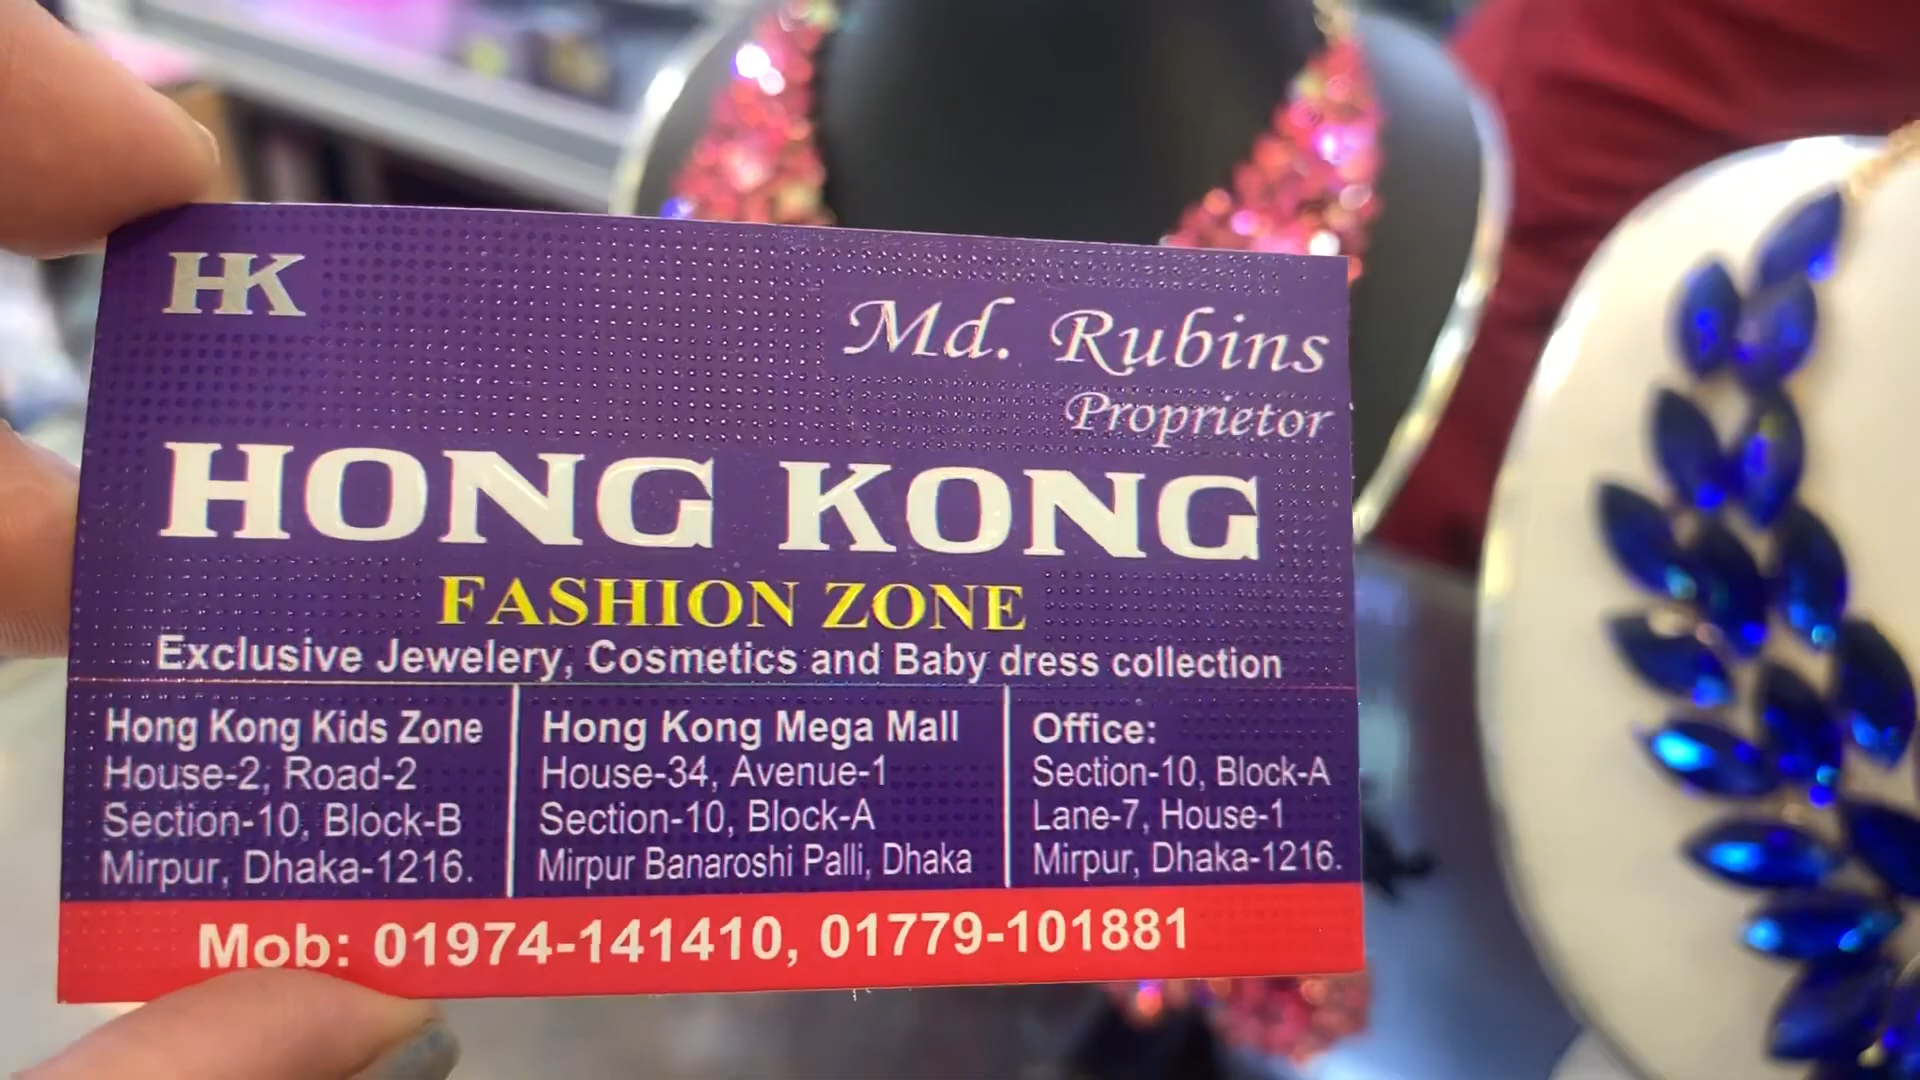 HK
Md. Rubins
Proprietor
HONG KONG
FASHION ZONE
Exclusive Jewelery, Cosmetics and Baby dress collection
Hong Kong Kids Zone
House-2, Road-2
Section-10, Block-B
Mirpur, Dhaka-1216.
Hong Kong Mega Mall
House-34, Avenue-1
Section-10, Block-A
Mirpur Banaroshi Palli, Dhaka
Office:
Section-10, Block-A
Lane-7, House-1
Mirpur, Dhaka-1216.
Mob: 01974-141410, 01779-101881